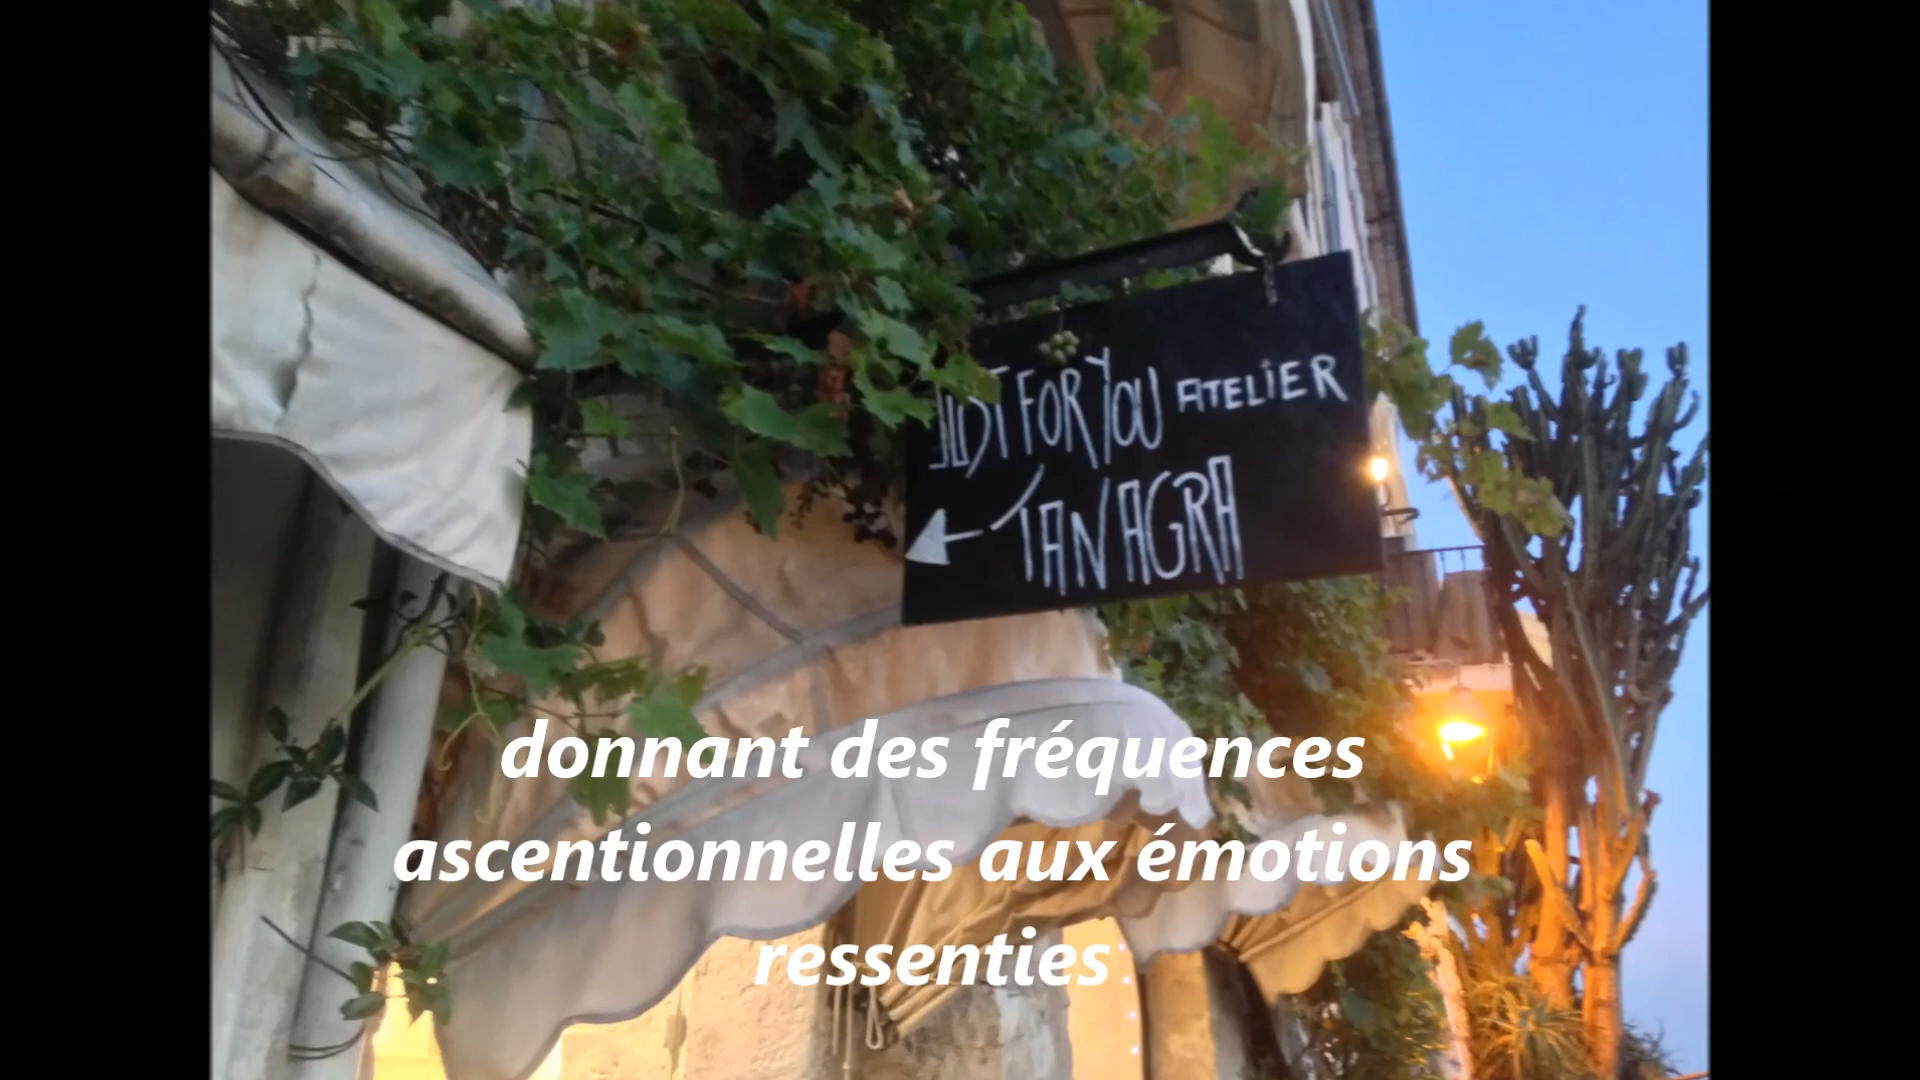 JUST FOR YOU ATELIER
TANAGRA
donnant des fréquences
ascentionnelles aux émotions
ressenties